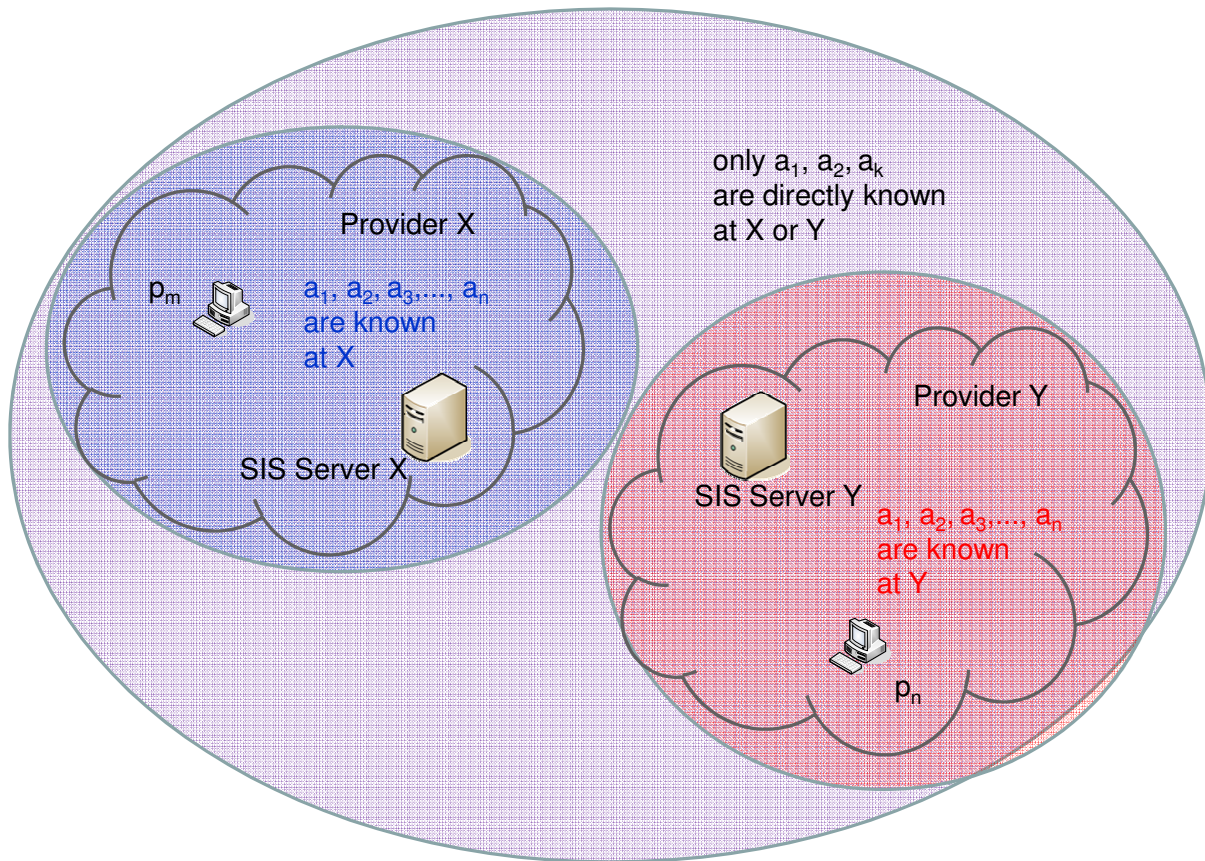 only a₁, a₂, aₖ
are directly known
at X or Y
Provider X
pₘ
a₁, a₂, a₃,..., aₙ
are known
at X
SIS Server X
Provider Y
SIS Server Y
a₁, a₂, a₃,..., aₙ
are known
at Y
pₙ